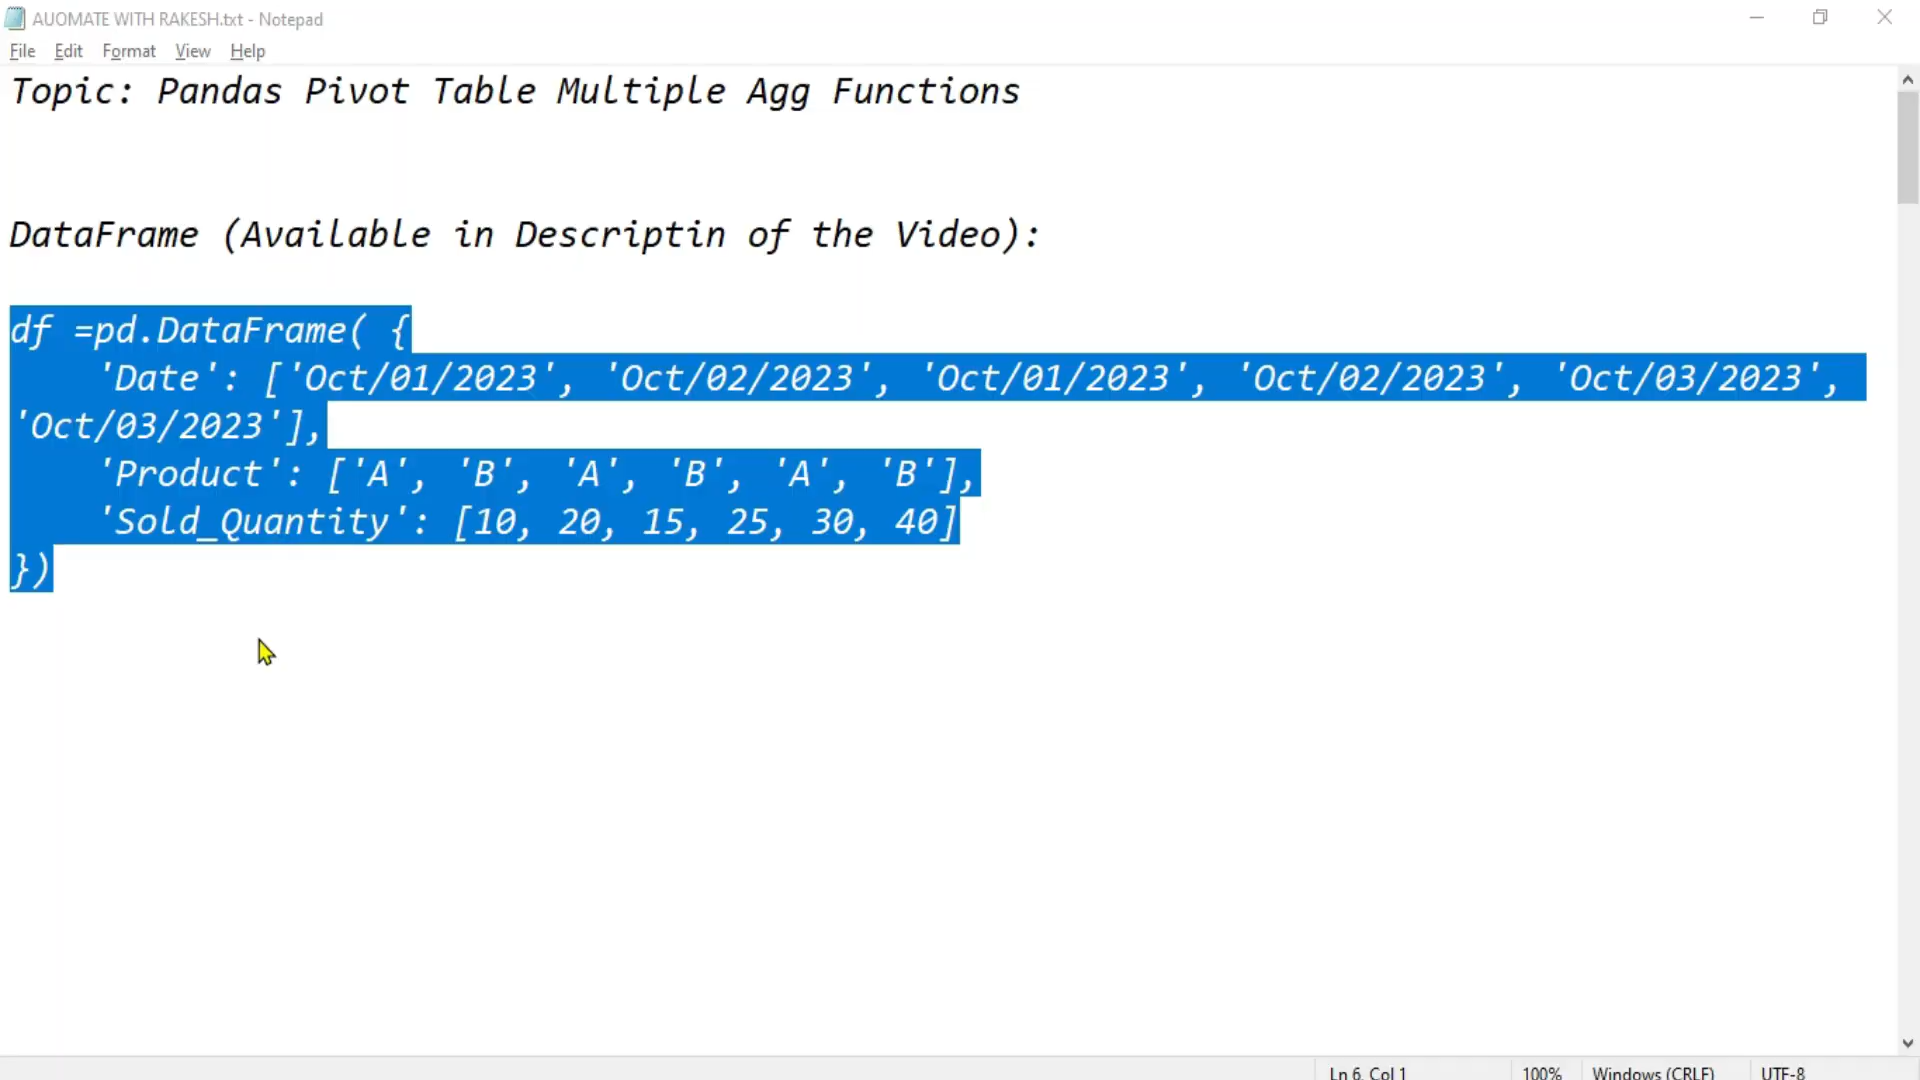 AUOMATE WITH RAKESH.txt - Notepad
File Edit Format View Help
Topic: Pandas Pivot Table Multiple Agg Functions
DataFrame (Available in Descriptin of the Video):
df =pd.DataFrame( {
    'Date': ['Oct/01/2023', 'Oct/02/2023', 'Oct/01/2023', 'Oct/02/2023', 'Oct/03/2023',
'Oct/03/2023'],
    'Product': ['A', 'B', 'A', 'B', 'A', 'B'],
    'Sold_Quantity': [10, 20, 15, 25, 30, 40]
})
Ln 6, Col 1 100% Windows (CRLF) UTF-8